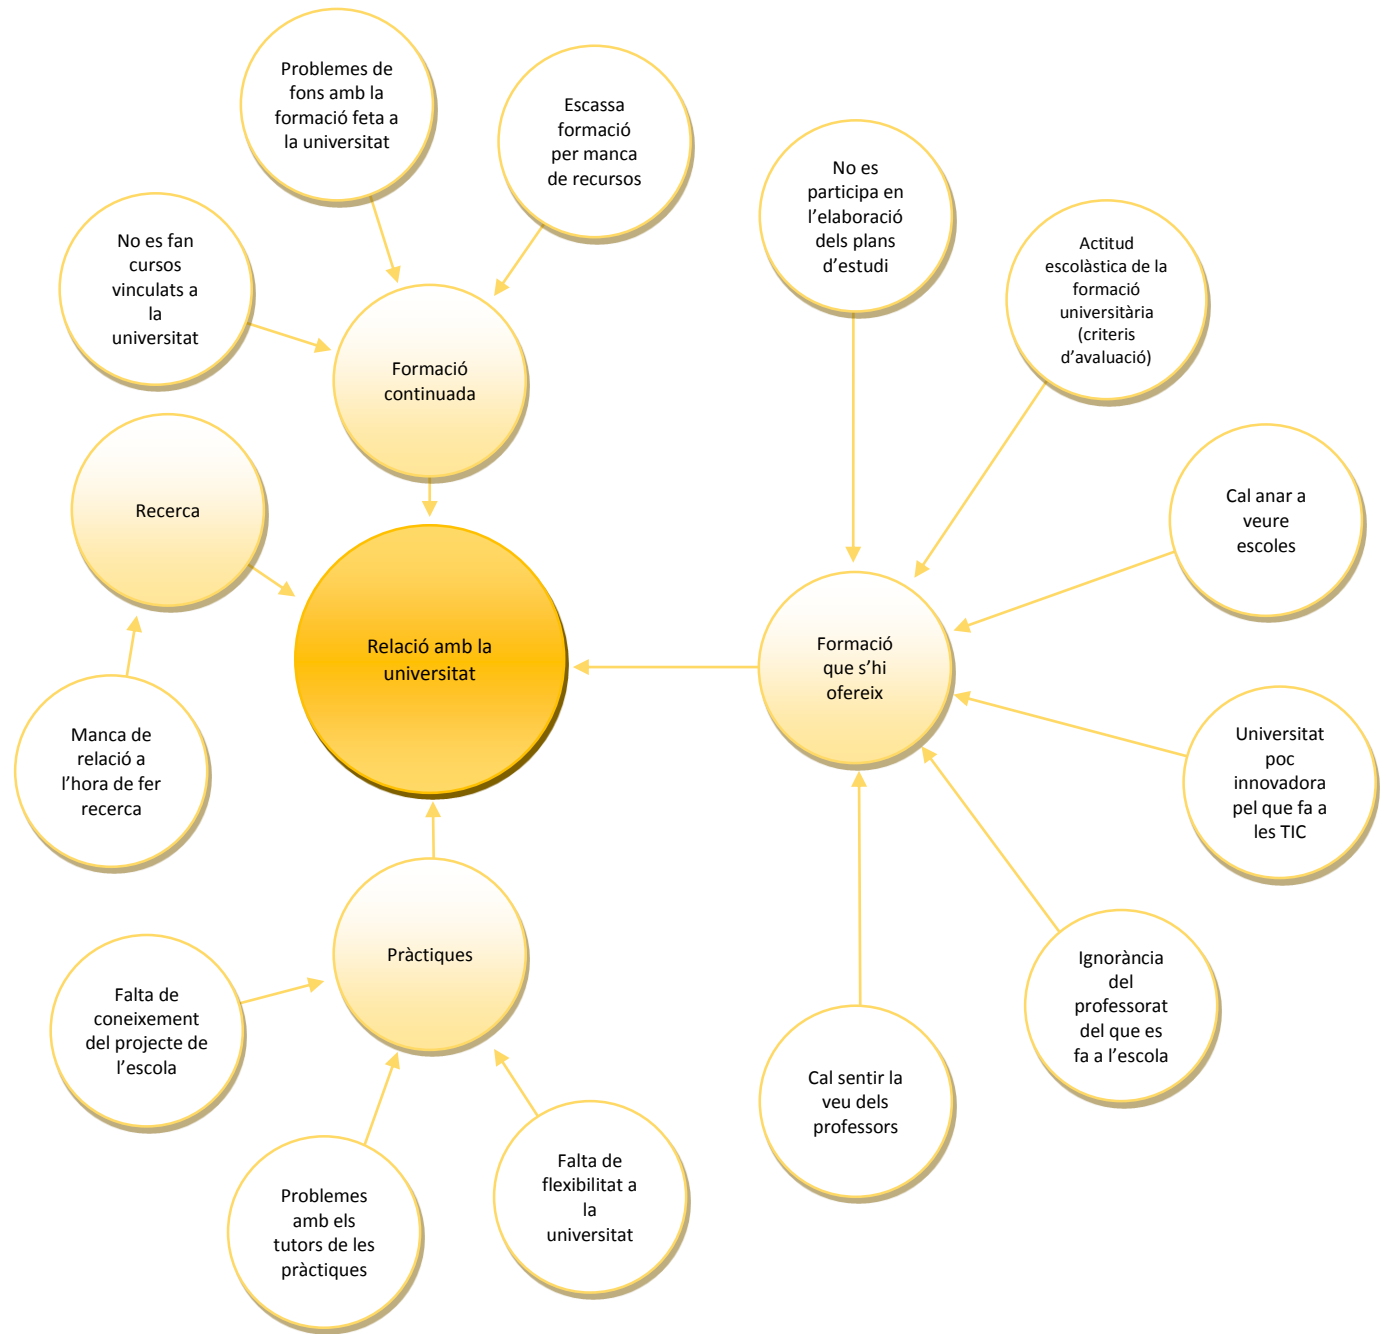 Problemes de
fons amb la
formació feta a
la universitat
Escassa
formació
per manca
de recursos
No es
participa en
l’elaboració
dels plans
d’estudi
No es fan
cursos
vinculats a
la
universitat
Actitud
escolàstica de la
formació
universitària
(criteris
d’avaluació)
Formació
continuada
Recerca
Cal anar a
veure
escoles
Relació amb la
universitat
Formació
que s’hi
ofereix
Manca de
relació a
l’hora de fer
recerca
Universitat
poc
innovadora
pel que fa a
les TIC
Pràctiques
Falta de
coneixement
del projecte de
l’escola
Ignorància
del
professorat
del que es
fa a l’escola
Cal sentir la
veu dels
professors
Problemes
amb els
tutors de les
pràctiques
Falta de
flexibilitat a
la
universitat